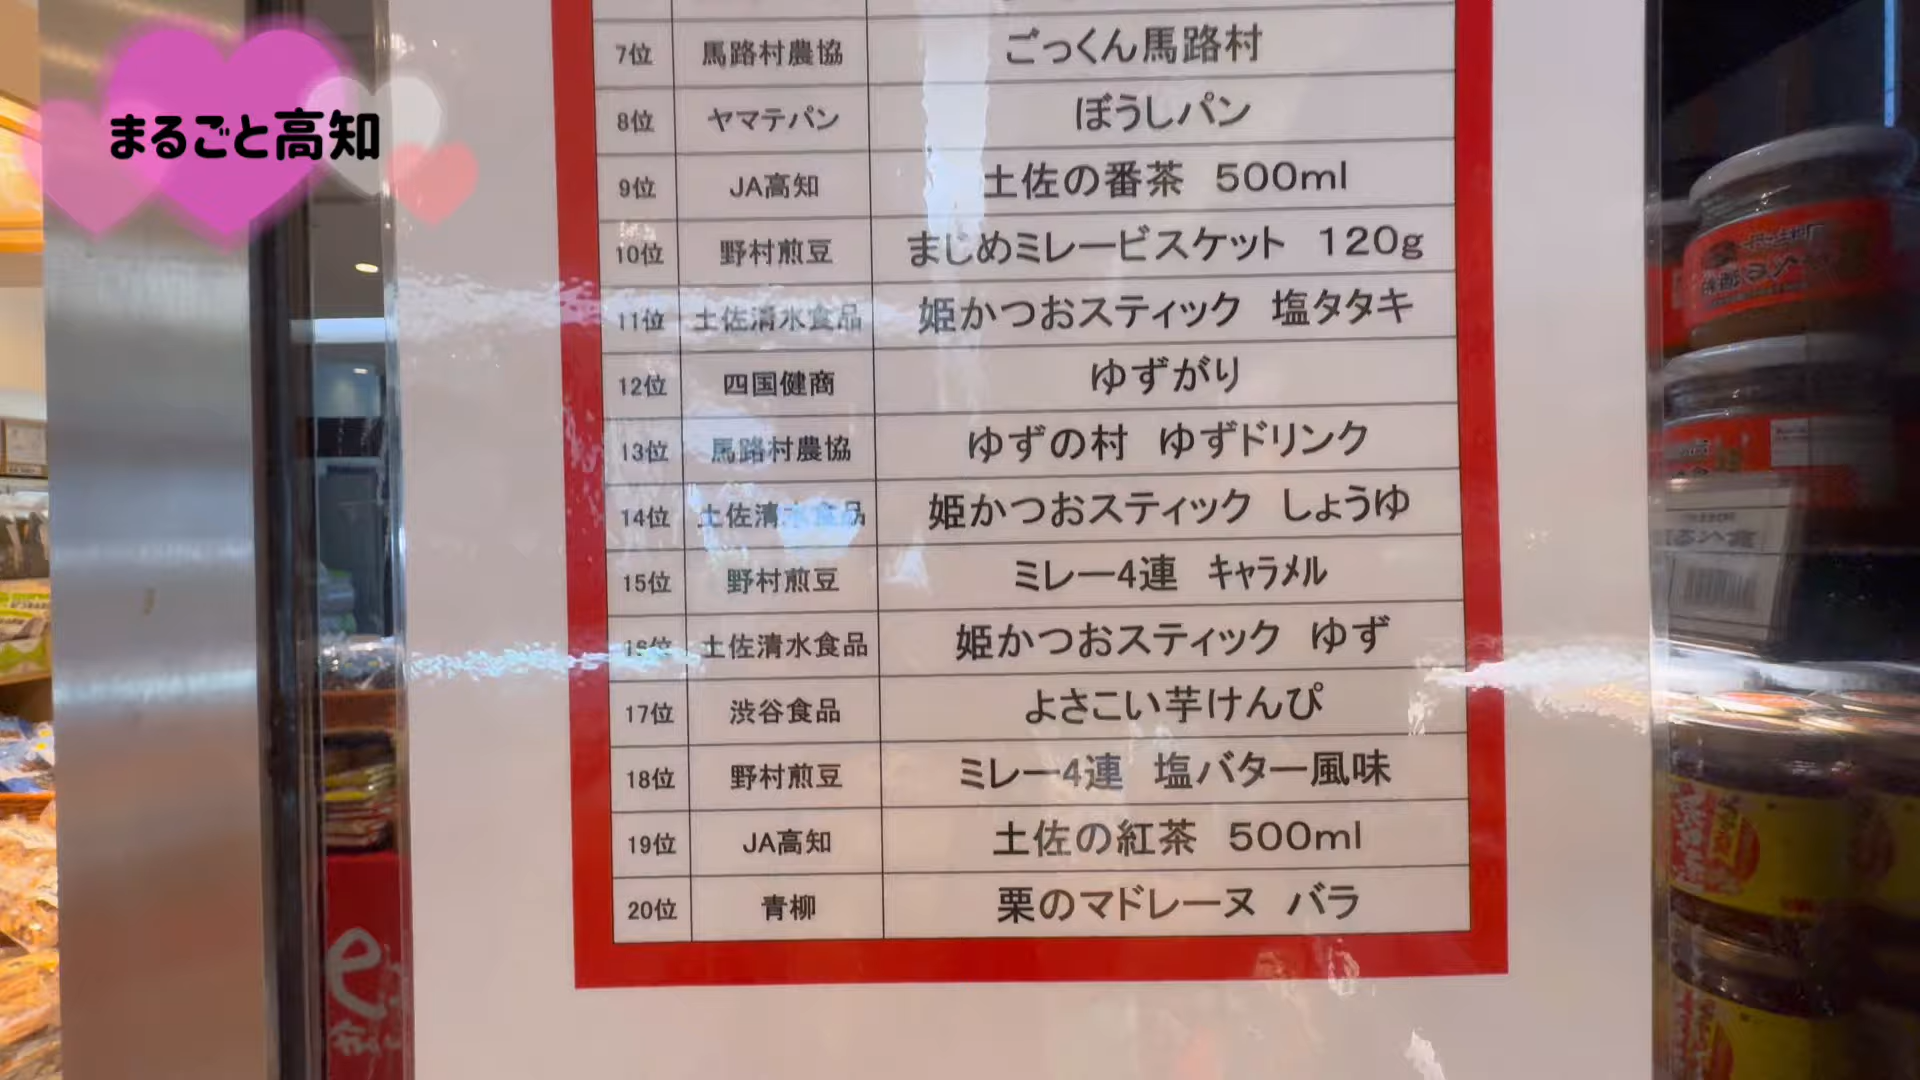 まるごと高知
7位 馬路村農協 ごっくん馬路村
8位 ヤマテパン ぼうしパン
9位 JA高知 土佐の番茶 500ml
10位 野村煎豆 まじめミレービスケット 120g
11位 土佐清水食品 姫かつおスティック 塩タタキ
12位 四国健商 ゆずがり
13位 馬路村農協 ゆずの村 ゆずドリンク
14位 土佐清水食品 姫かつおスティック しょうゆ
15位 野村煎豆 ミレー4連 ｷｬﾗﾒﾙ
16位 土佐清水食品 姫かつおスティック ゆず
17位 渋谷食品 よさこい芋けんぴ
18位 野村煎豆 ミレー4連 塩バター風味
19位 JA高知 土佐の紅茶 500ml
20位 青柳 栗のマドレーヌ バラ